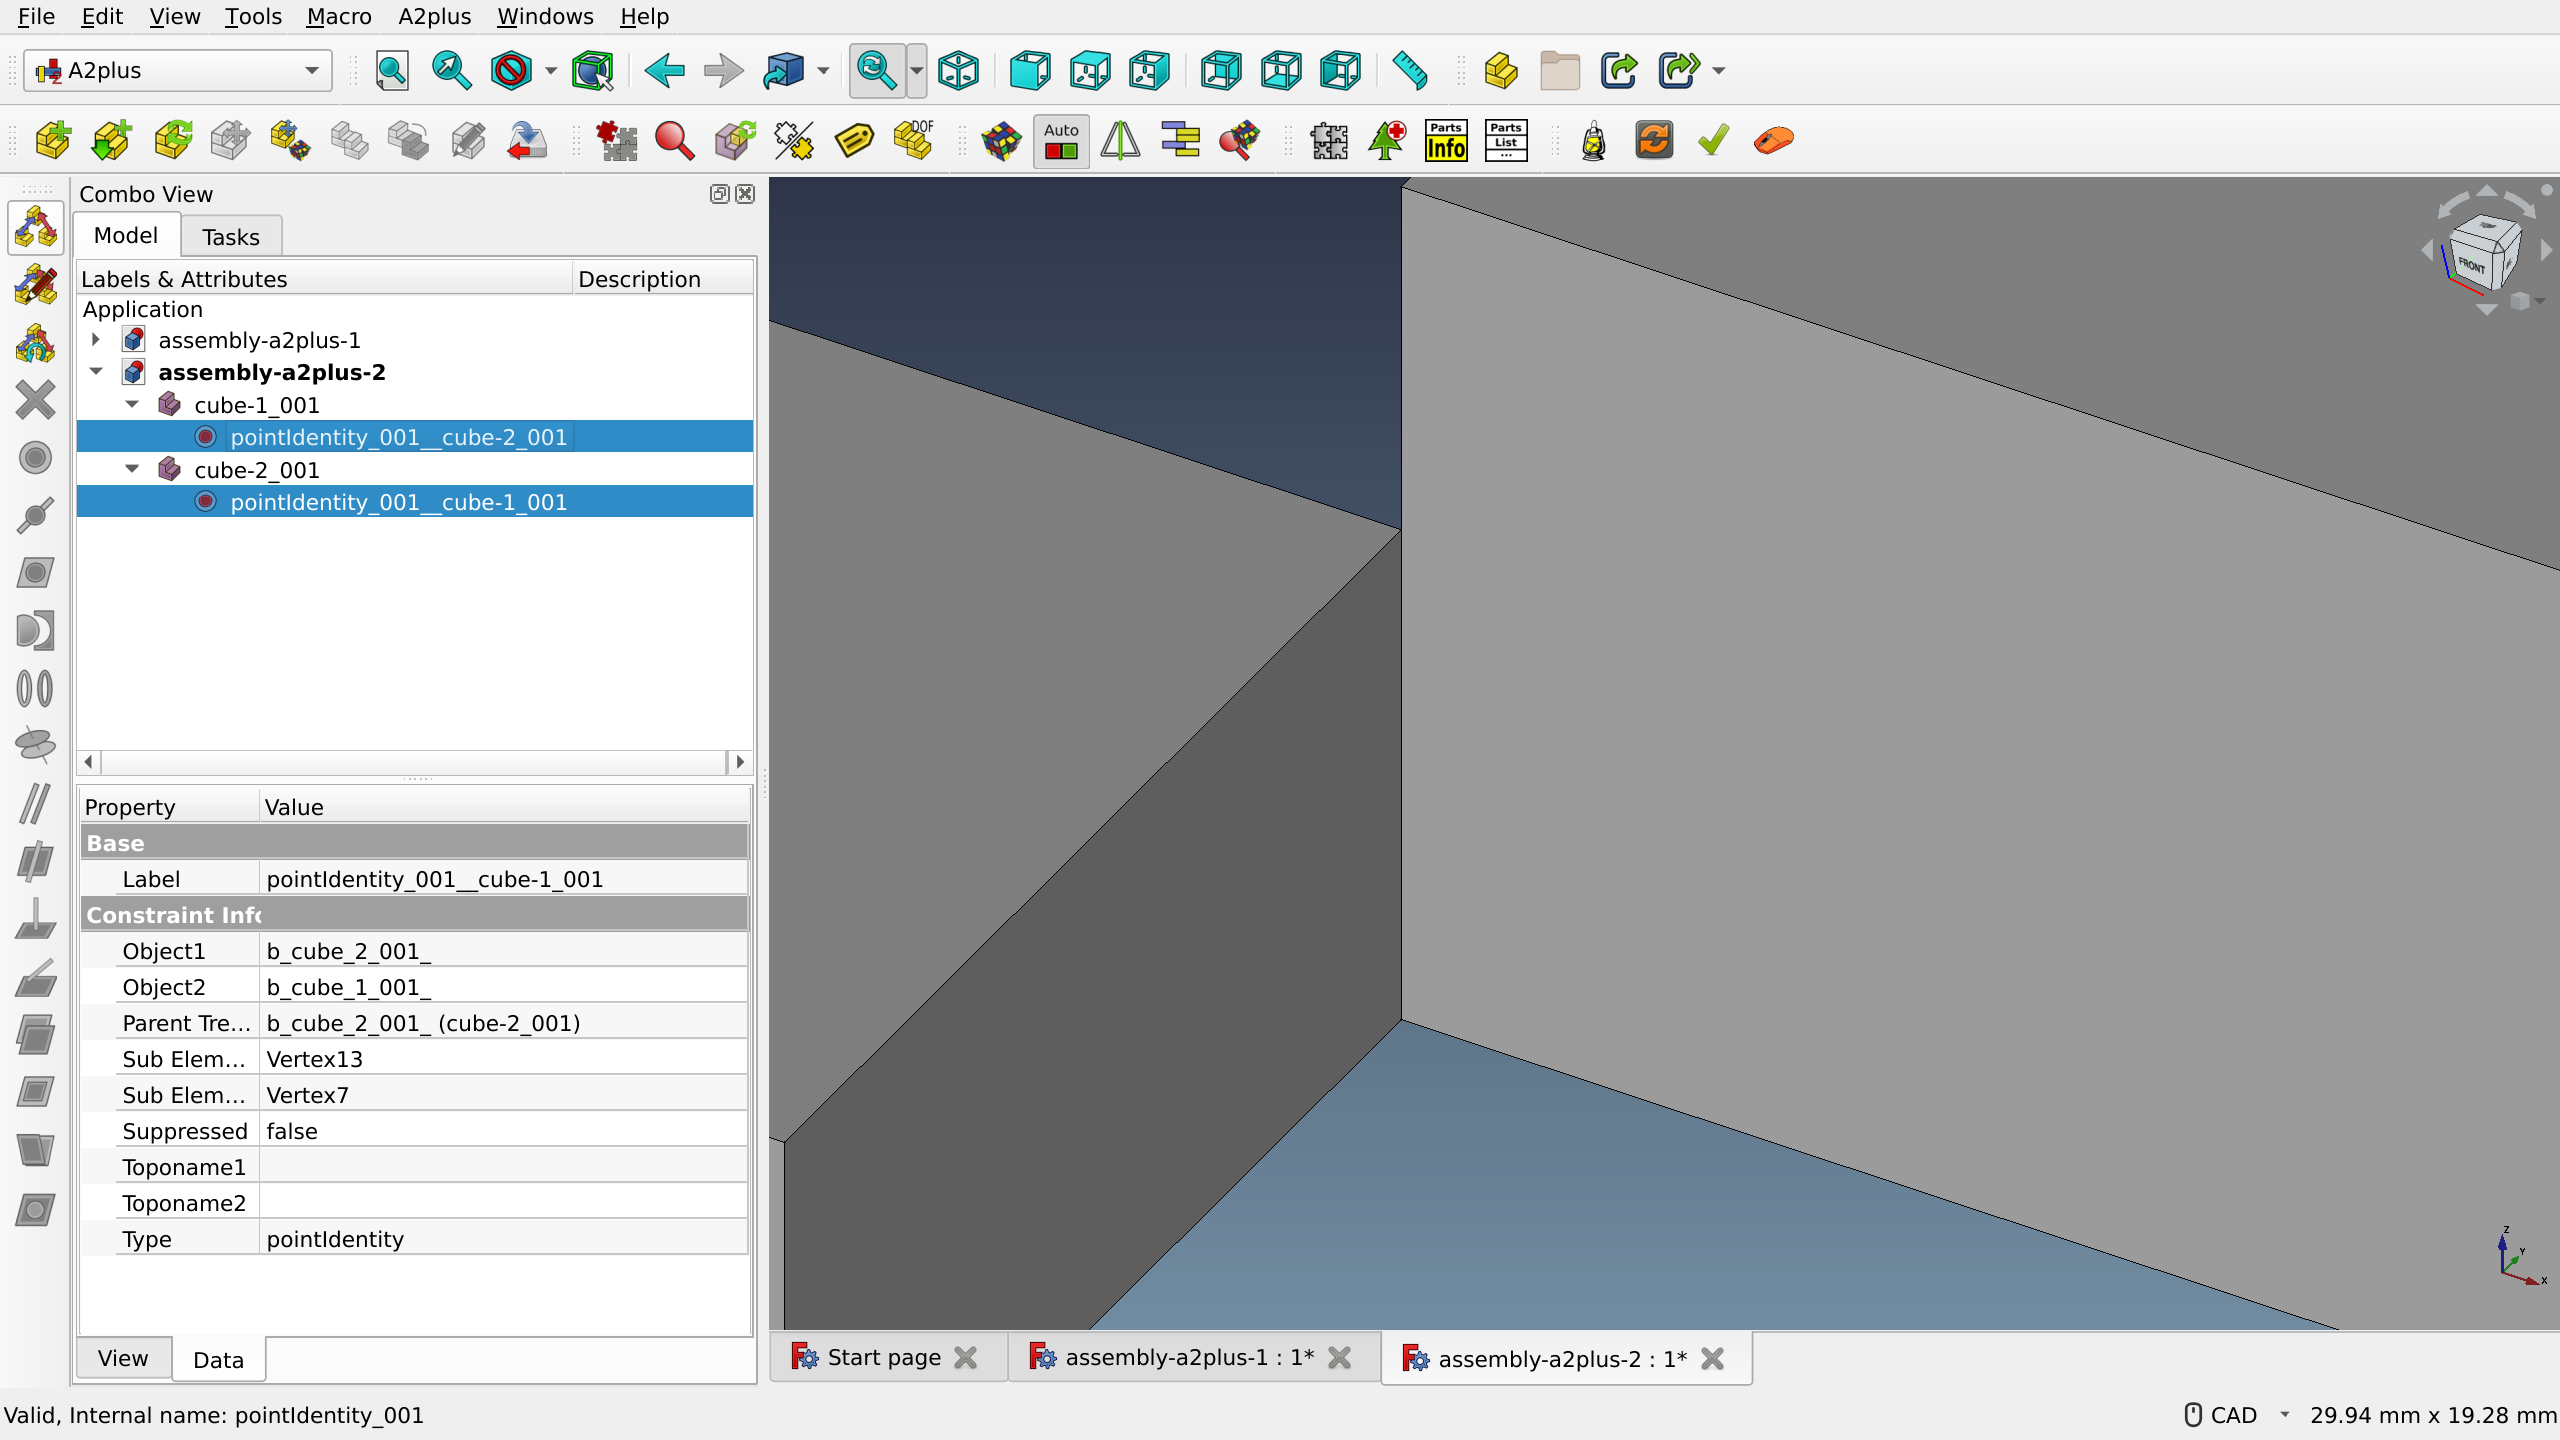 File Edit View Tools Macro A2plus Windows Help
A2plus
DOF
Auto
Parts Info
Parts List ...
Combo View
Model Tasks
Labels & Attributes Description
Application
assembly-a2plus-1
assembly-a2plus-2
cube-1_001
pointIdentity_001__cube-2_001
cube-2_001
pointIdentity_001__cube-1_001
Property Value
Base
Label pointIdentity_001__cube-1_001
Constraint Info
Object1 b_cube_2_001_
Object2 b_cube_1_001_
Parent Tre... b_cube_2_001_ (cube-2_001)
Sub Elem... Vertex13
Sub Elem... Vertex7
Suppressed false
Toponame1
Toponame2
Type pointIdentity
View Data
FRONT
Z
Y
X
Start page assembly-a2plus-1 : 1* assembly-a2plus-2 : 1*
Valid, Internal name: pointIdentity_001
CAD 29.94 mm x 19.28 mm